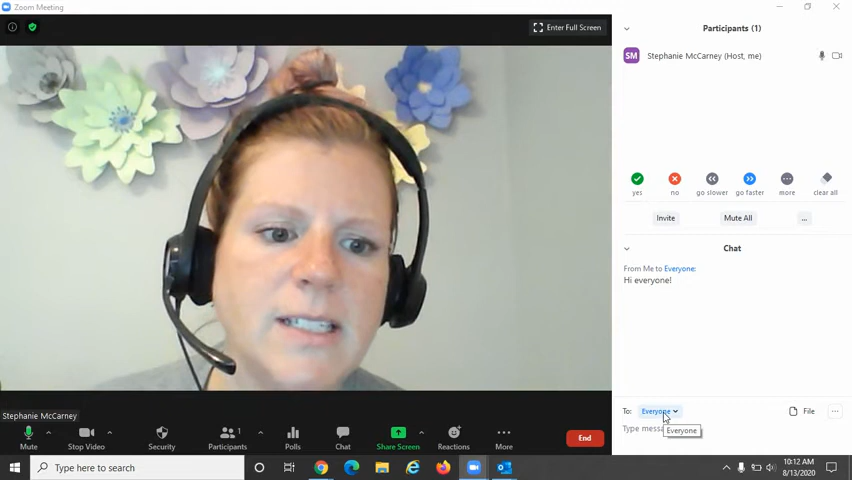 Zoom Meeting
Enter Full Screen
Participants (1)
SM Stephanie McCarney (Host, me)
yes no go slower go faster more clear all
Invite Mute All ...
Chat
From Me to Everyone:
Hi everyone!
To: Everyone File
Everyone
Type messa
Stephanie McCarney
Mute Stop Video Security Participants 1 Polls Chat Share Screen Reactions More End
Type here to search
10:12 AM
8/13/2020